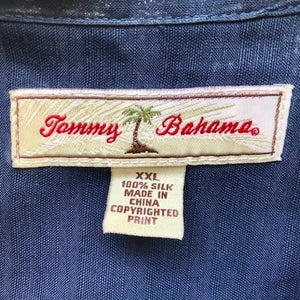 Tommy Bahama®
XXL
100% SILK
MADE IN
CHINA
COPYRIGHTED
PRINT